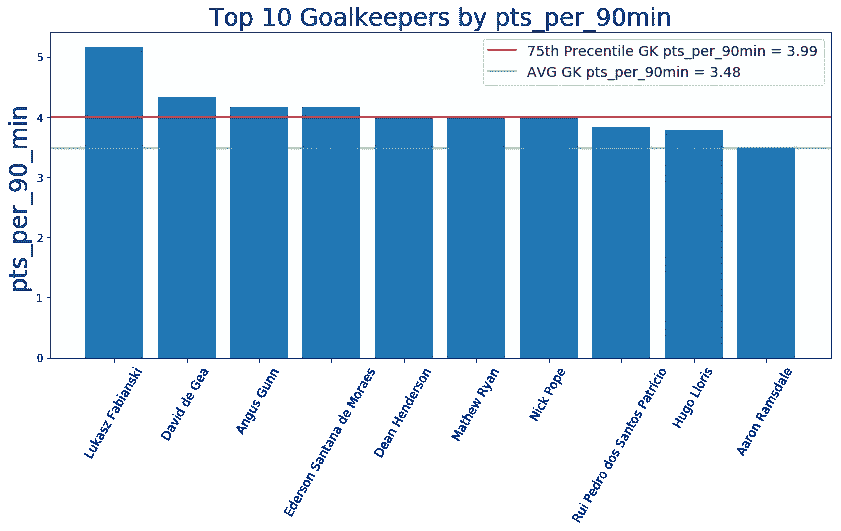 Top 10 Goalkeepers by pts_per_90min
75th Precentile GK pts_per_90min = 3.99
AVG GK pts_per_90min = 3.48
pts_per_90_min
5
4
3
2
1
0
Lukasz Fabianski
David de Gea
Angus Gunn
Ederson Santana de Moraes
Dean Henderson
Mathew Ryan
Nick Pope
Rui Pedro dos Santos Patricio
Hugo Lloris
Aaron Ramsdale